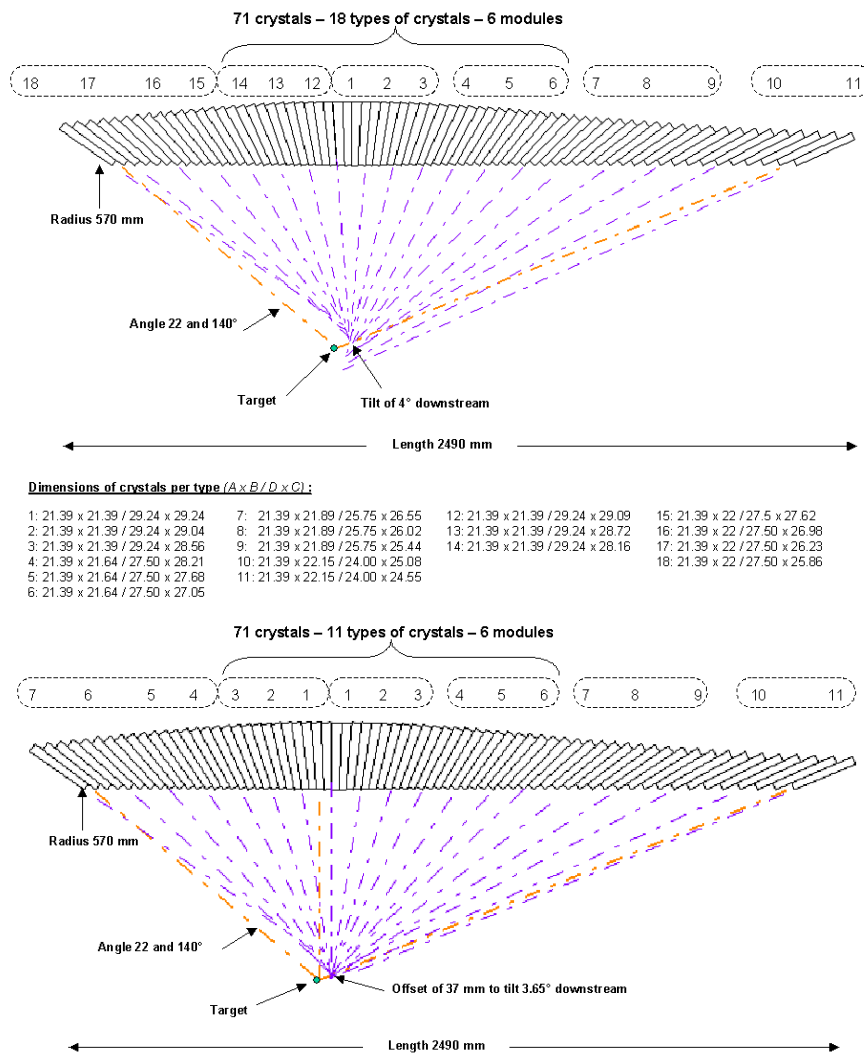 71 crystals – 18 types of crystals – 6 modules
18 17 16 15 14 13 12 1 2 3 4 5 6 7 8 9 10 11
Radius 570 mm
Angle 22 and 140°
Target
Tilt of 4° downstream
Length 2490 mm
Dimensions of crystals per type (A x B / D x C) :
1: 21.39 x 21.39 / 29.24 x 29.24
2: 21.39 x 21.39 / 29.24 x 29.04
3: 21.39 x 21.39 / 29.24 x 28.56
4: 21.39 x 21.64 / 27.50 x 28.21
5: 21.39 x 21.64 / 27.50 x 27.68
6: 21.39 x 21.64 / 27.50 x 27.05
7: 21.39 x 21.89 / 25.75 x 26.55
8: 21.39 x 21.89 / 25.75 x 26.02
9: 21.39 x 21.89 / 25.75 x 25.44
10: 21.39 x 22.15 / 24.00 x 25.08
11: 21.39 x 22.15 / 24.00 x 24.55
12: 21.39 x 21.39 / 29.24 x 29.09
13: 21.39 x 21.39 / 29.24 x 28.72
14: 21.39 x 21.39 / 29.24 x 28.16
15: 21.39 x 22 / 27.5 x 27.62
16: 21.39 x 22 / 27.50 x 26.98
17: 21.39 x 22 / 27.50 x 26.23
18: 21.39 x 22 / 27.50 x 25.86
71 crystals – 11 types of crystals – 6 modules
7 6 5 4 3 2 1 1 2 3 4 5 6 7 8 9 10 11
Radius 570 mm
Angle 22 and 140°
Target
Offset of 37 mm to tilt 3.65° downstream
Length 2490 mm